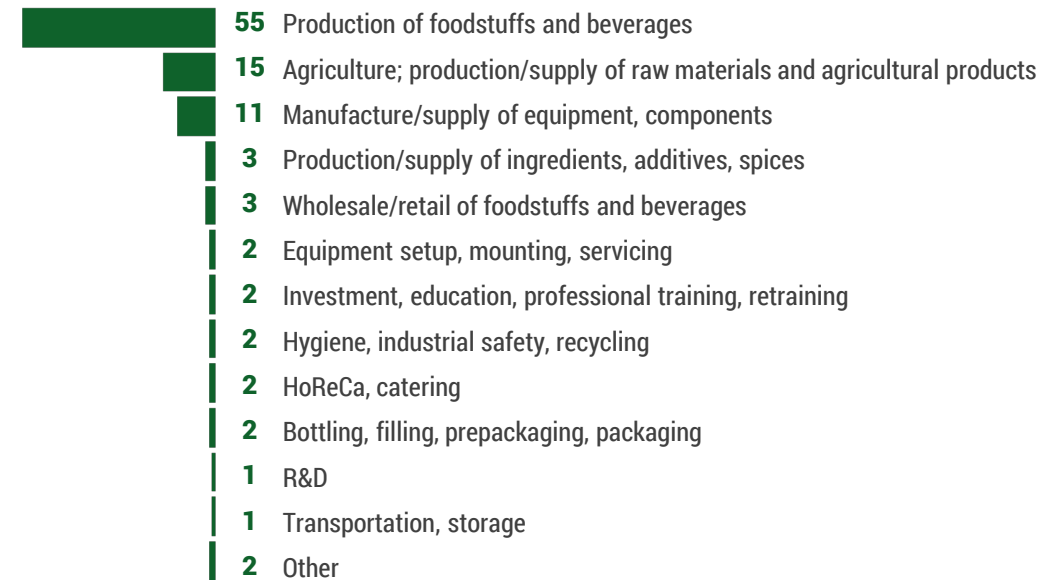 55 Production of foodstuffs and beverages
15 Agriculture; production/supply of raw materials and agricultural products
11 Manufacture/supply of equipment, components
3 Production/supply of ingredients, additives, spices
3 Wholesale/retail of foodstuffs and beverages
2 Equipment setup, mounting, servicing
2 Investment, education, professional training, retraining
2 Hygiene, industrial safety, recycling
2 HoReCa, catering
2 Bottling, filling, prepackaging, packaging
1 R&D
1 Transportation, storage
2 Other